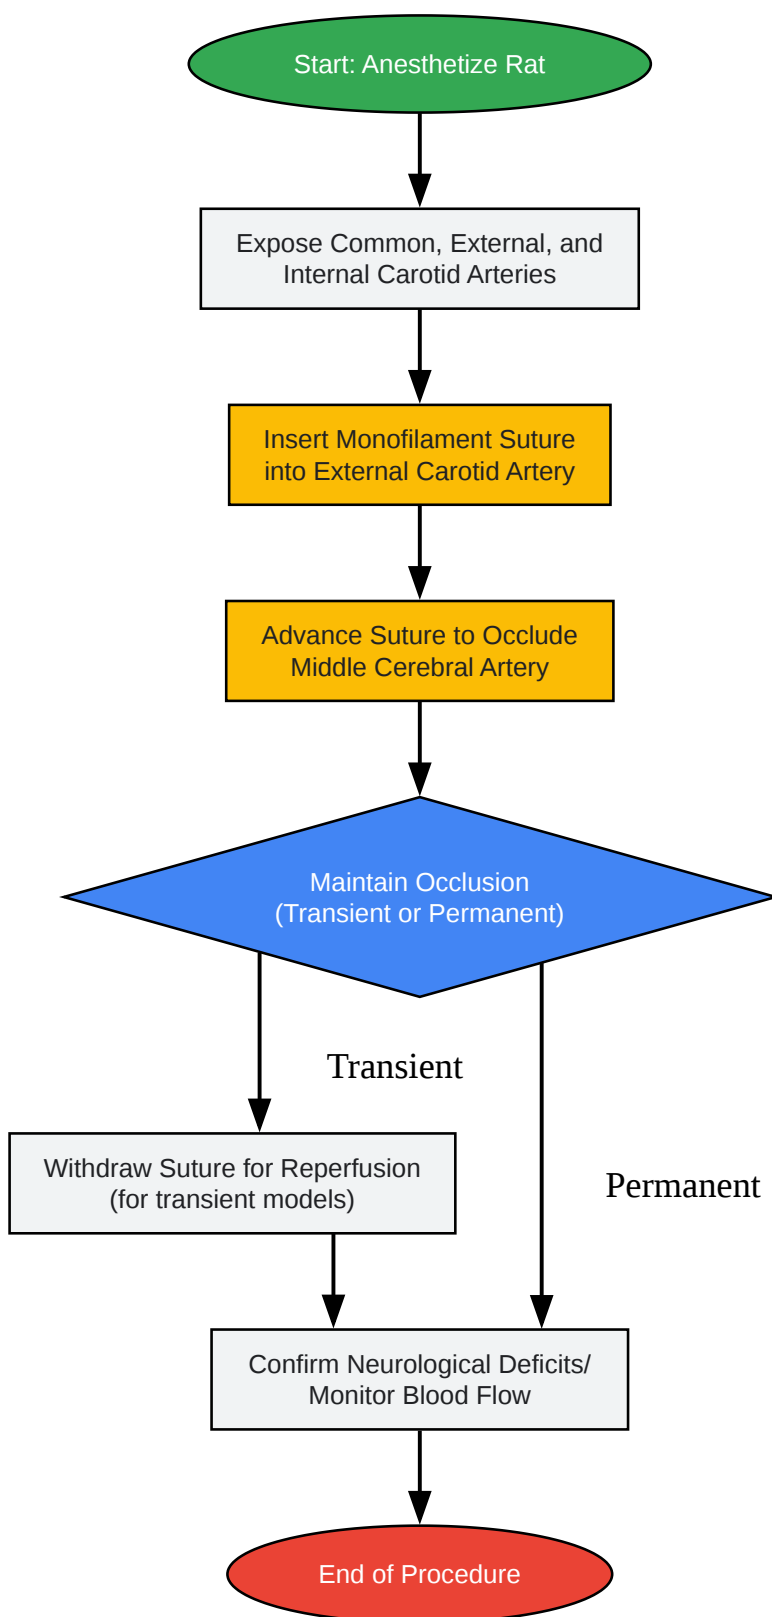 Start: Anesthetize Rat
Expose Common, External, and
Internal Carotid Arteries
Insert Monofilament Suture
into External Carotid Artery
Advance Suture to Occlude
Middle Cerebral Artery
Maintain Occlusion
(Transient or Permanent)
Transient
Withdraw Suture for Reperfusion
(for transient models)
Permanent
Confirm Neurological Deficits/
Monitor Blood Flow
End of Procedure